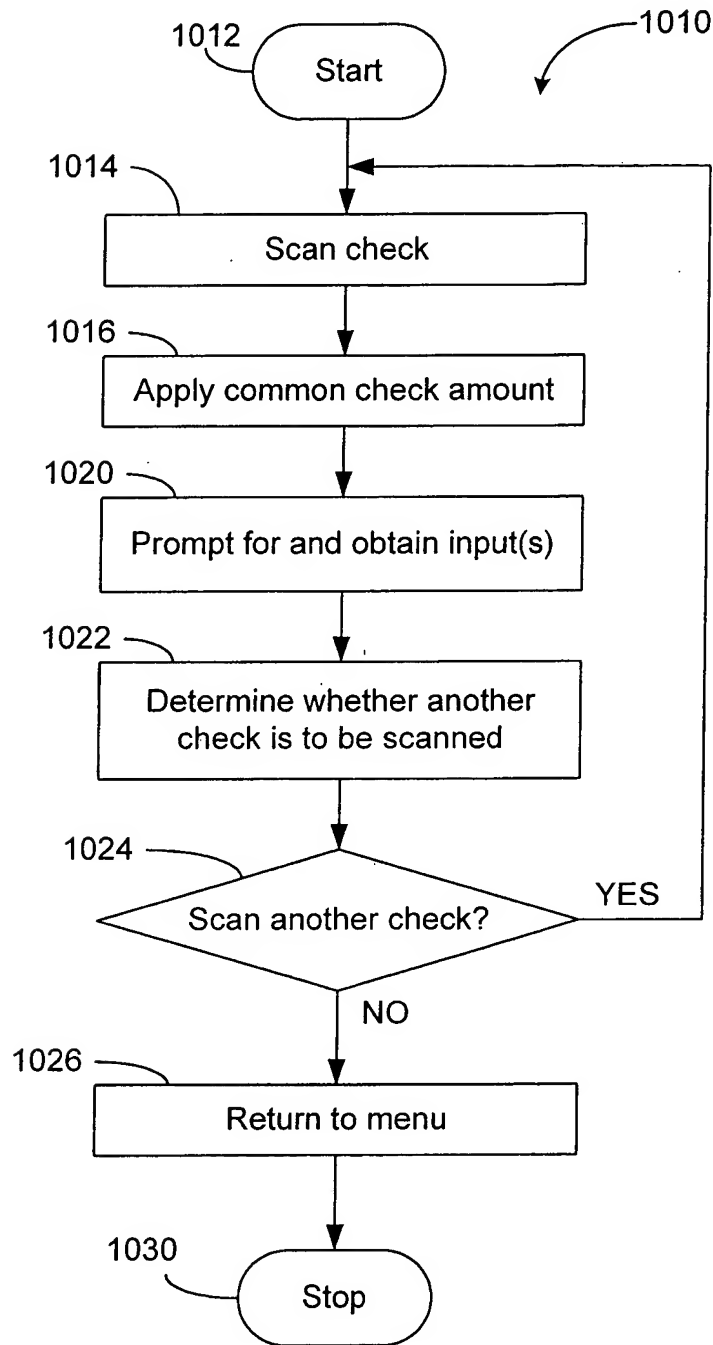 1012
Start
1010
1014
Scan check
1016
Apply common check amount
1020
Prompt for and obtain input(s)
1022
Determine whether another
check is to be scanned
1024
Scan another check?
YES
NO
1026
Return to menu
1030
Stop